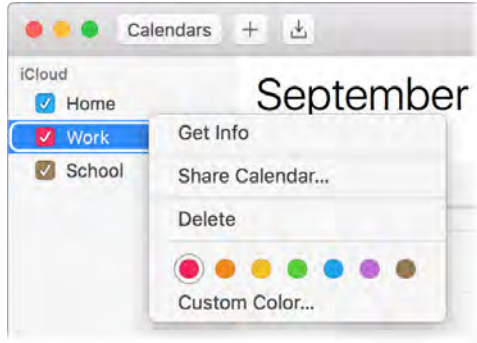 Calendars
iCloud
Home
September
Work
Get Info
School
Share Calendar...
Delete
Custom Color...